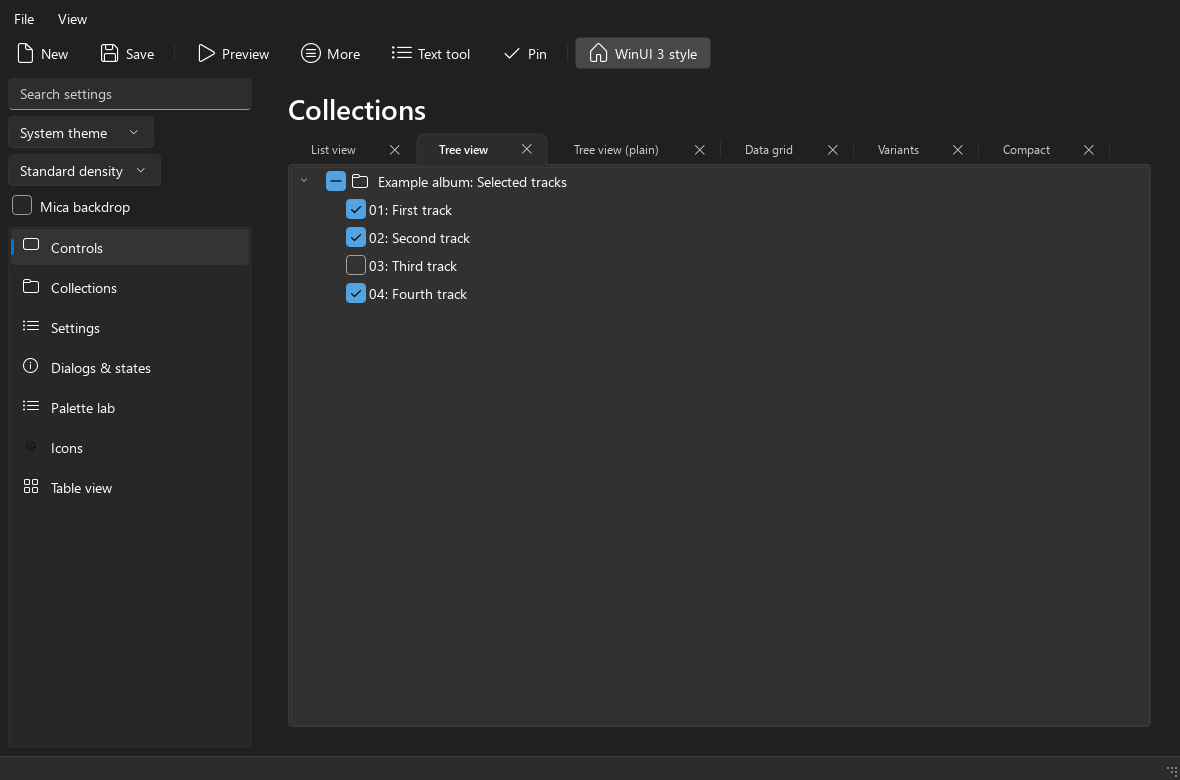 File View
New Save Preview More Text tool Pin WinUI 3 style
Search settings
System theme
Standard density
Mica backdrop
Controls
Collections
Settings
Dialogs & states
Palette lab
Icons
Table view
Collections
List view Tree view Tree view (plain) Data grid Variants Compact
Example album: Selected tracks
01: First track
02: Second track
03: Third track
04: Fourth track